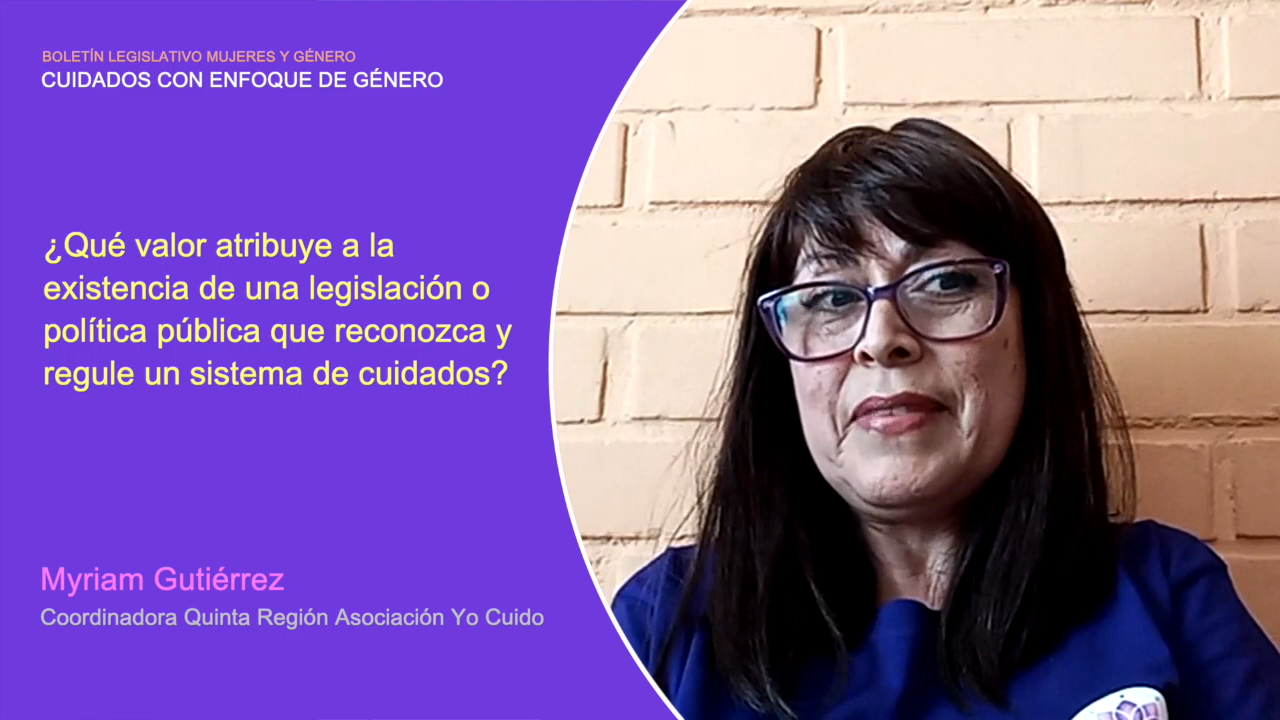 BOLETÍN LEGISLATIVO MUJERES Y GÉNERO
CUIDADOS CON ENFOQUE DE GÉNERO
¿Qué valor atribuye a la
existencia de una legislación o
política pública que reconozca y
regule un sistema de cuidados?
Myriam Gutiérrez
Coordinadora Quinta Región Asociación Yo Cuido